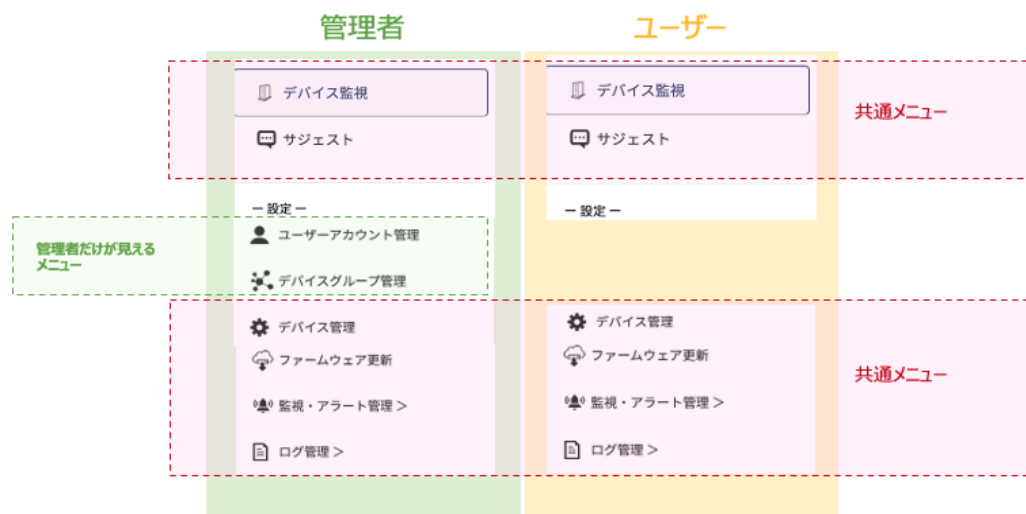 管理者
ユーザー
デバイス監視
サジェスト
ー 設定 ー
ユーザーアカウント管理
デバイスグループ管理
デバイス管理
ファームウェア更新
監視・アラート管理 >
ログ管理 >
デバイス監視
サジェスト
ー 設定 ー
デバイス管理
ファームウェア更新
監視・アラート管理 >
ログ管理 >
共通メニュー
管理者だけが見える
メニュー
共通メニュー